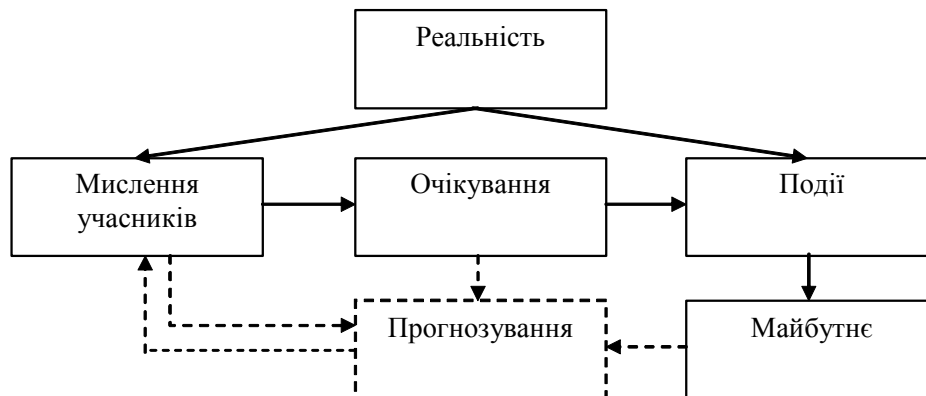 Реальність
Мислення
учасників
Очікування
Події
Прогнозування
Майбутнє